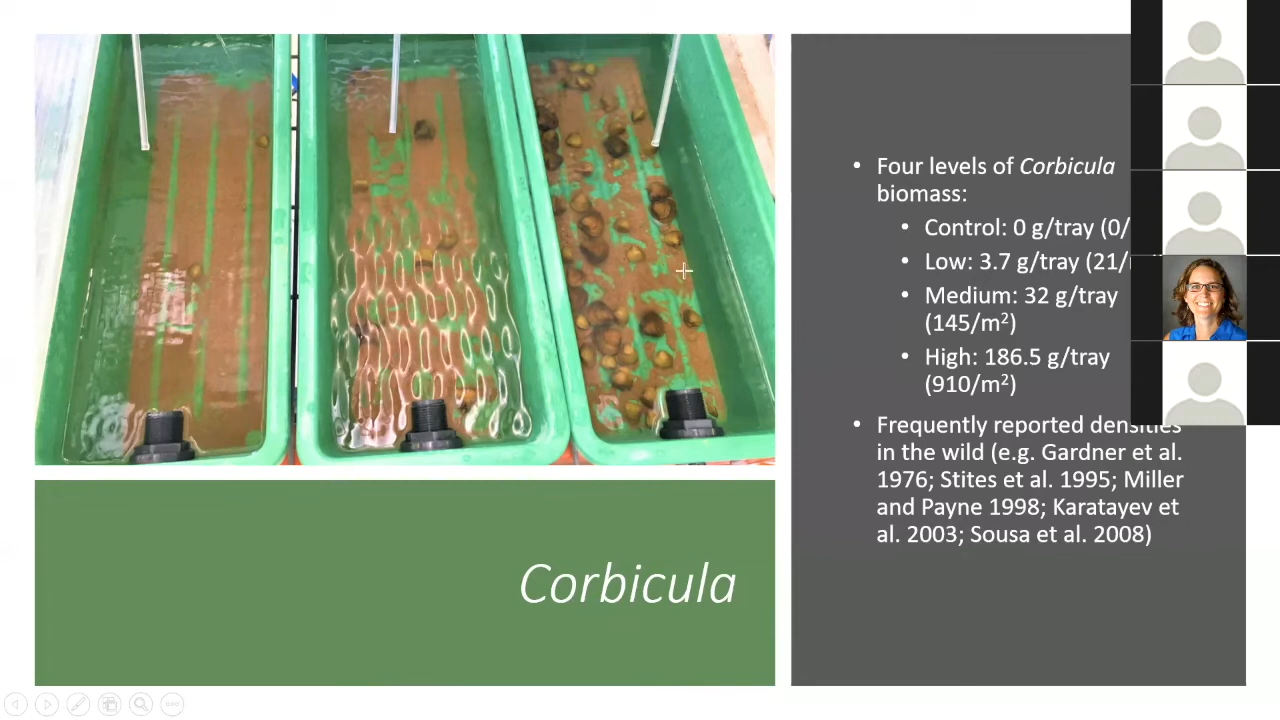 • Four levels of Corbicula
biomass:
• Control: 0 g/tray (0/
• Low: 3.7 g/tray (21/
• Medium: 32 g/tray
(145/m²)
• High: 186.5 g/tray
(910/m²)
• Frequently reported densities
in the wild (e.g. Gardner et al.
1976; Stites et al. 1995; Miller
and Payne 1998; Karatayev et
al. 2003; Sousa et al. 2008)
Corbicula